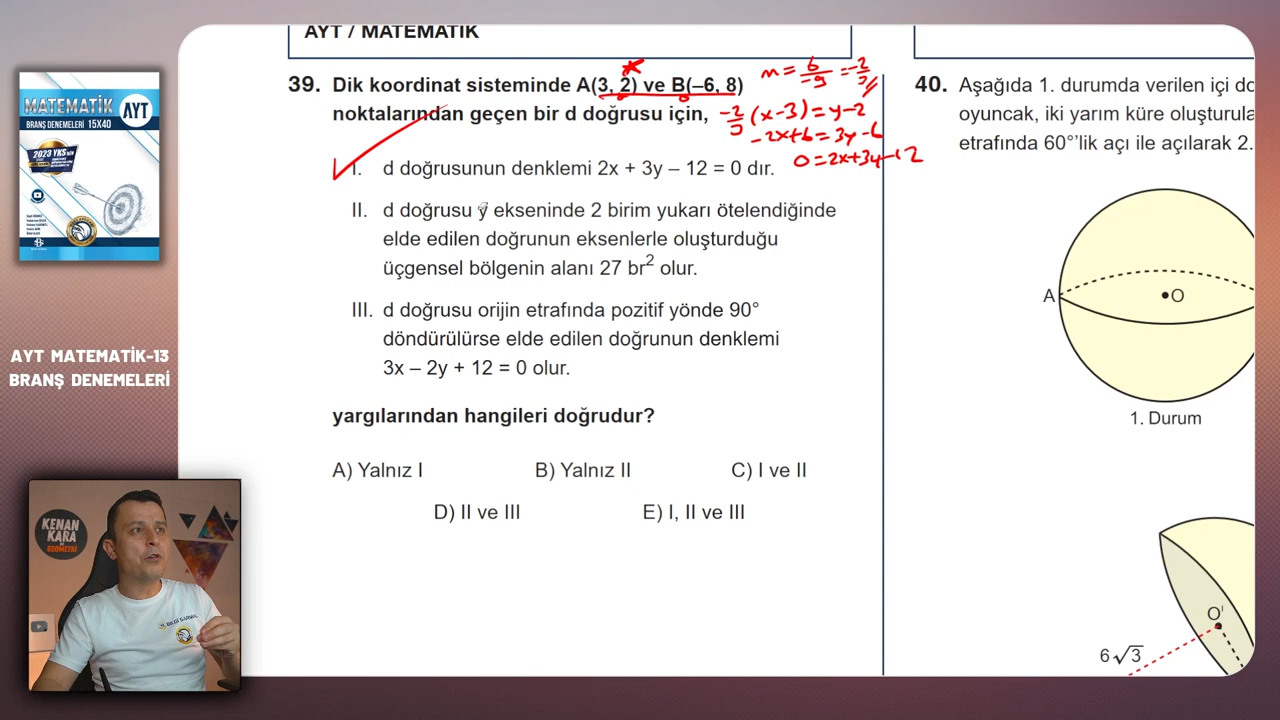 AYT / MATEMATİK
39. Dik koordinat sisteminde A(3, 2) ve B(–6, 8)
noktalarından geçen bir d doğrusu için,
m = 6/-9 = -2/3
-2/3 (x-3) = y-2
-2x+6 = 3y-6
0 = 2x+3y-12
I. d doğrusunun denklemi 2x + 3y – 12 = 0 dır.
II. d doğrusu y ekseninde 2 birim yukarı ötelendiğinde
elde edilen doğrunun eksenlerle oluşturduğu
üçgensel bölgenin alanı 27 br² olur.
III. d doğrusu orijin etrafında pozitif yönde 90°
döndürülürse elde edilen doğrunun denklemi
3x – 2y + 12 = 0 olur.
yargılarından hangileri doğrudur?
A) Yalnız I B) Yalnız II C) I ve II
D) II ve III E) I, II ve III
40. Aşağıda 1. durumda verilen içi do
oyuncak, iki yarım küre oluşturula
etrafında 60°'lik açı ile açılarak 2.
A
O
1. Durum
O'
6√3
MATEMATİK AYT
BRANŞ DENEMELERİ 15X40
2023 YKS'NİN
AYT MATEMATİK-13
BRANŞ DENEMELERİ
KENAN
KARA
ile GEOMETRİ
BİLGİ SARMAL